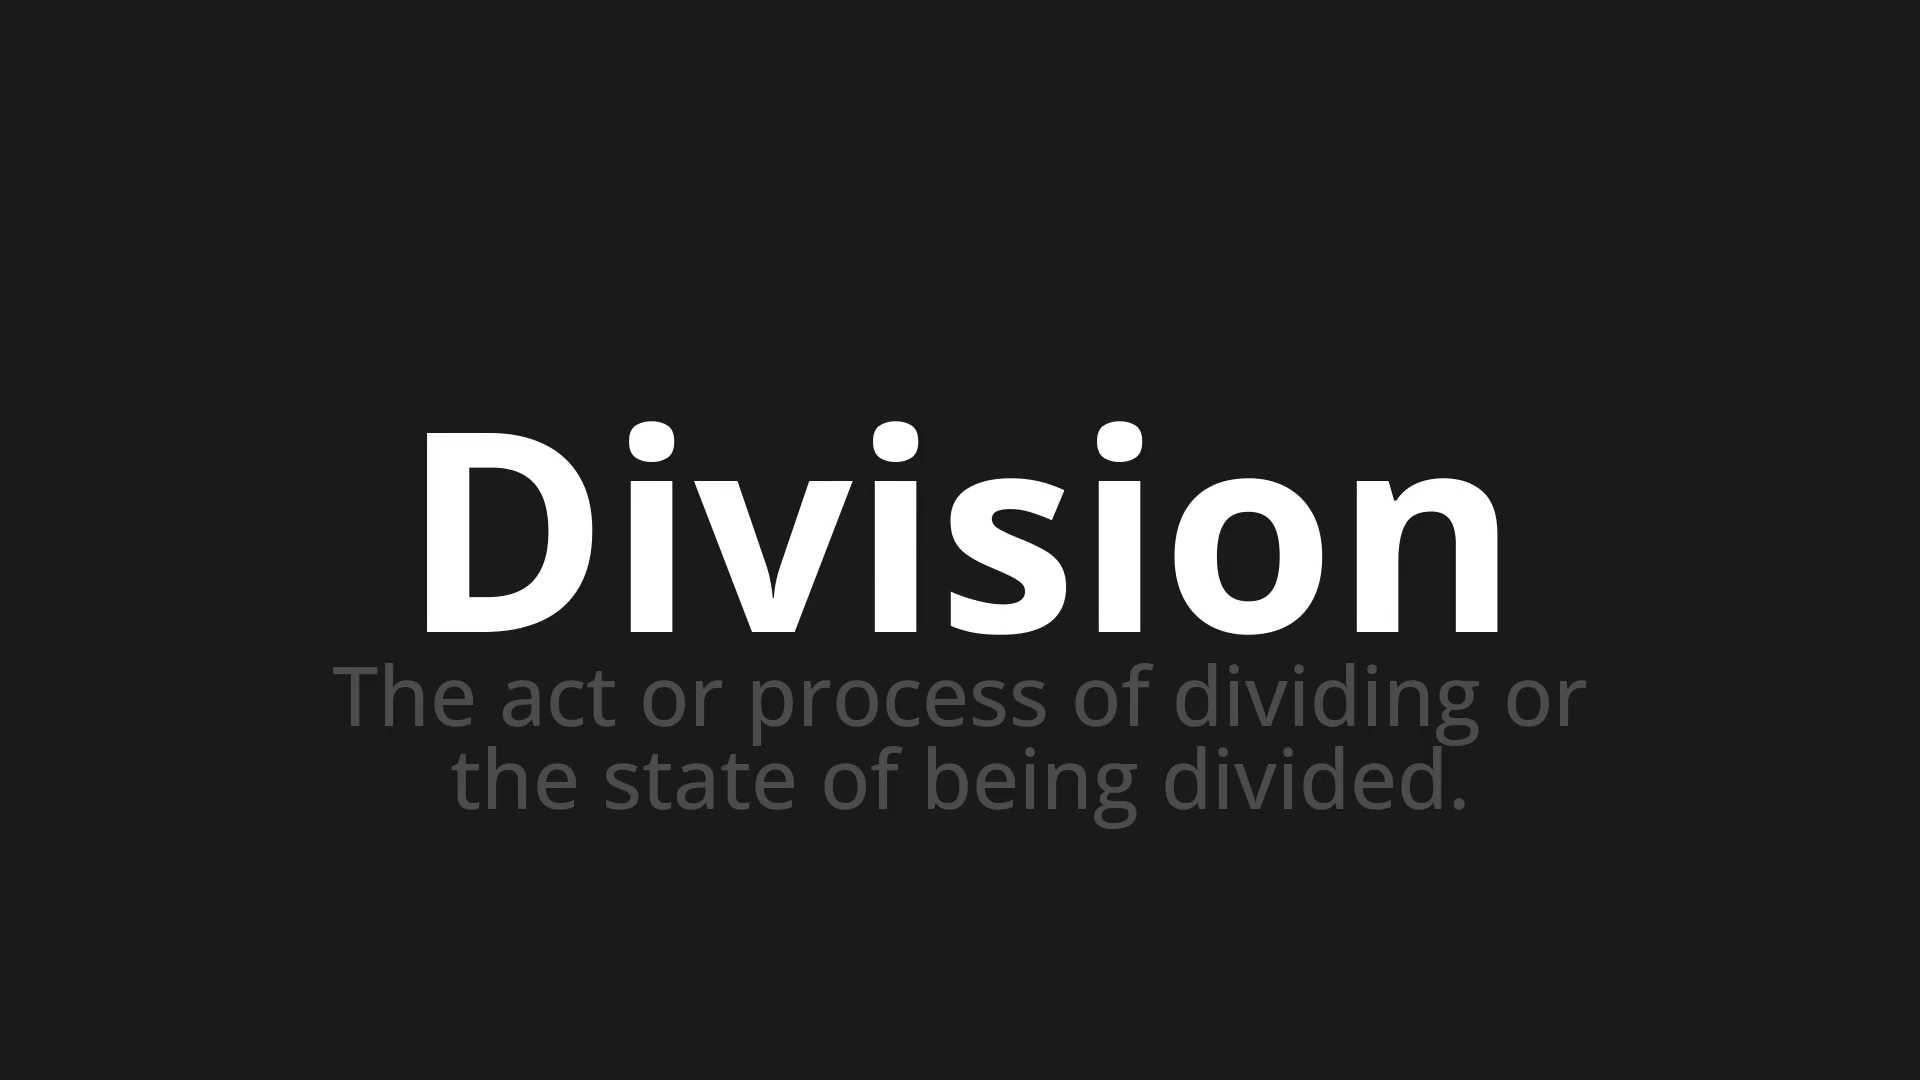 Division
The act or process of dividing or
the state of being divided.